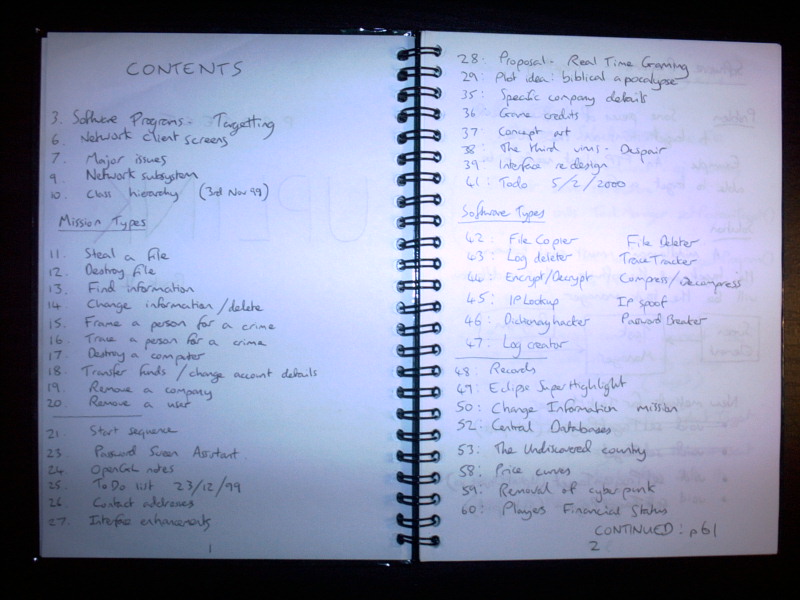 CONTENTS
3. Software Programs - Targetting
6. Network client screens
7. Major issues
9. Network subsystem
10. Class hierarchy (3rd Nov 99)
Mission Types
11. Steal a file
12. Destroy file
13. Find information
14. Change information / delete
15. Frame a person for a crime
16. Trace a person for a crime
17. Destroy a computer
18. Transfer funds / change account details
19. Remove a company
20. Remove a user
21. Start sequence
23. Password Screen Assistant.
24. OpenGL notes
25. To Do list 23/12/99
26. Contact addresses
27. Interface enhancements
1
28: Proposal - Real Time Gaming
29: Plot idea: biblical apocalypse
35: Specific company details
36: Game credits
37: Concept art
38: The third virus - Despair
39: Interface redesign
41: Todo 5/2/2000
Software Types
42: File Copier File Deleter
43: Log deleter TraceTracker
44: Encrypt/Decrypt Compress/Decompress
45: IP Lookup IP spoof
46: Dictionary hacker Password Breaker
47: Log creator
48: Records
49: Eclipse SuperHighlight
50: Change Information mission
52: Central Databases
53: The Undiscovered country
58: Price curves
59: Removal of cyberpunk
60: Players Financial Status
CONTINUED: p61
2